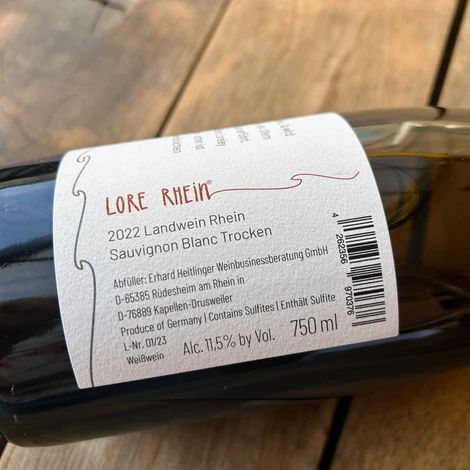 LORE RHEIN®
2022 Landwein Rhein
Sauvignon Blanc Trocken
Abfüller: Erhard Heitlinger Weinbusinessberatung GmbH
D-65385 Rüdesheim am Rhein in
D-76889 Kapellen-Drusweiler
Produce of Germany | Contains Sulfites | Enthält Sulfite
L-Nr. 01/23
Weißwein
Alc. 11,5% by Vol. 750 ml
4 262356 970376